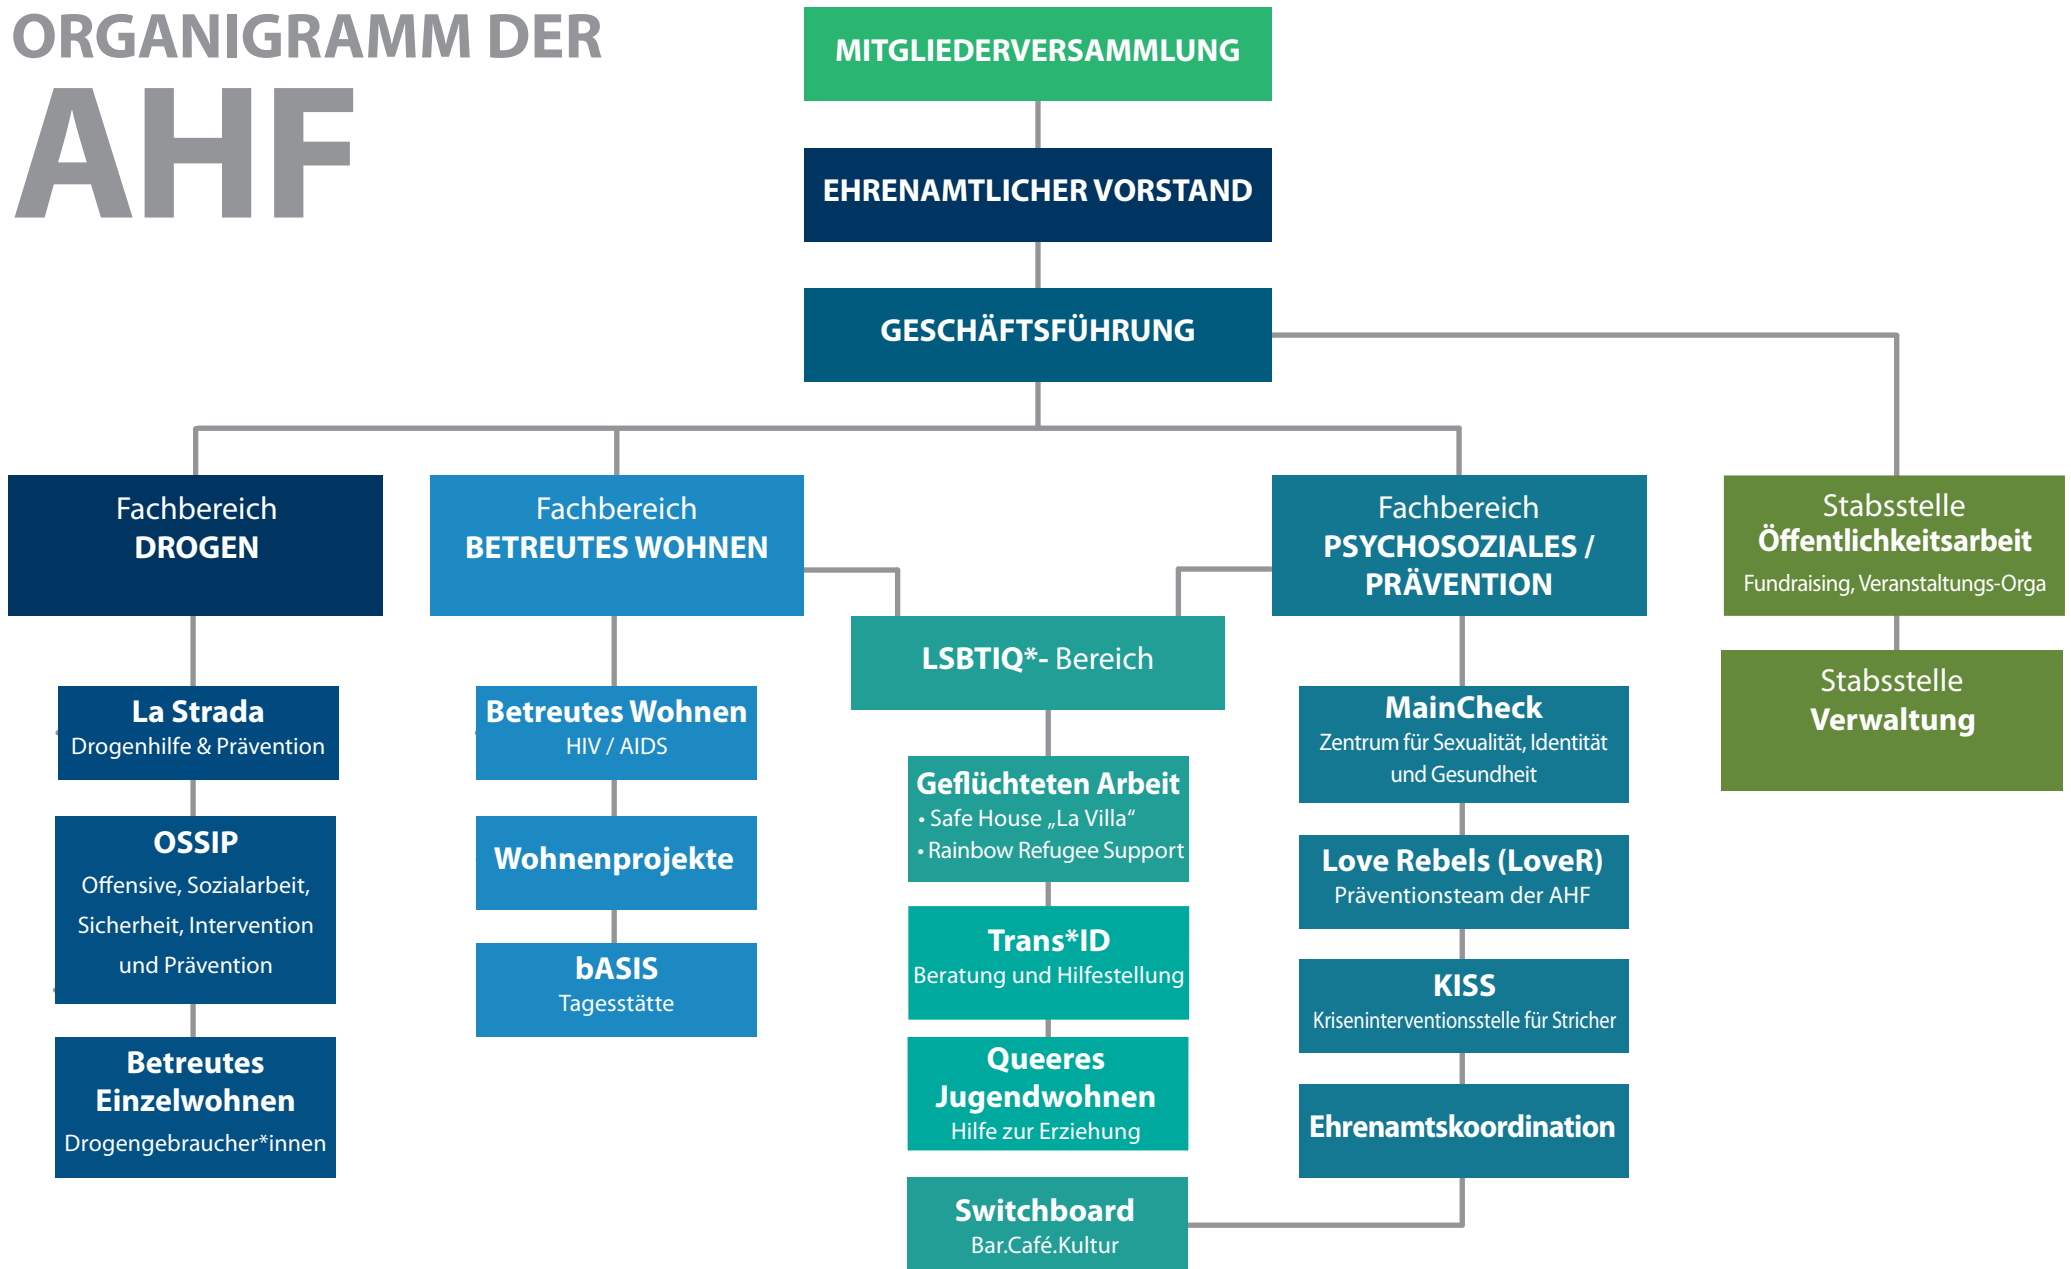 ORGANIGRAMM DER
AHF
MITGLIEDERVERSAMMLUNG
EHRENAMTLICHER VORSTAND
GESCHÄFTSFÜHRUNG
Fachbereich
DROGEN
La Strada
Drogenhilfe & Prävention
OSSIP
Offensive, Sozialarbeit,
Sicherheit, Intervention
und Prävention
Betreutes
Einzelwohnen
Drogengebraucher*innen
Fachbereich
BETREUTES WOHNEN
Betreutes Wohnen
HIV / AIDS
Wohnenprojekte
bASIS
Tagesstätte
LSBTIQ*- Bereich
Geflüchteten Arbeit
• Safe House „La Villa“
• Rainbow Refugee Support
Trans*ID
Beratung und Hilfestellung
Queeres
Jugendwohnen
Hilfe zur Erziehung
Switchboard
Bar.Café.Kultur
Fachbereich
PSYCHOSOZIALES /
PRÄVENTION
MainCheck
Zentrum für Sexualität, Identität
und Gesundheit
Love Rebels (LoveR)
Präventionsteam der AHF
KISS
Kriseninterventionsstelle für Stricher
Ehrenamtskoordination
Stabsstelle
Öffentlichkeitsarbeit
Fundraising, Veranstaltungs-Orga
Stabsstelle
Verwaltung